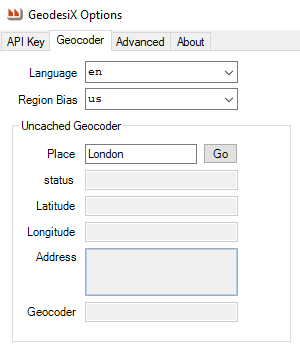 GeodesiX Options
API Key Geocoder Advanced About
Language en
Region Bias us
Uncached Geocoder
Place London Go
status
Latitude
Longitude
Address
Geocoder